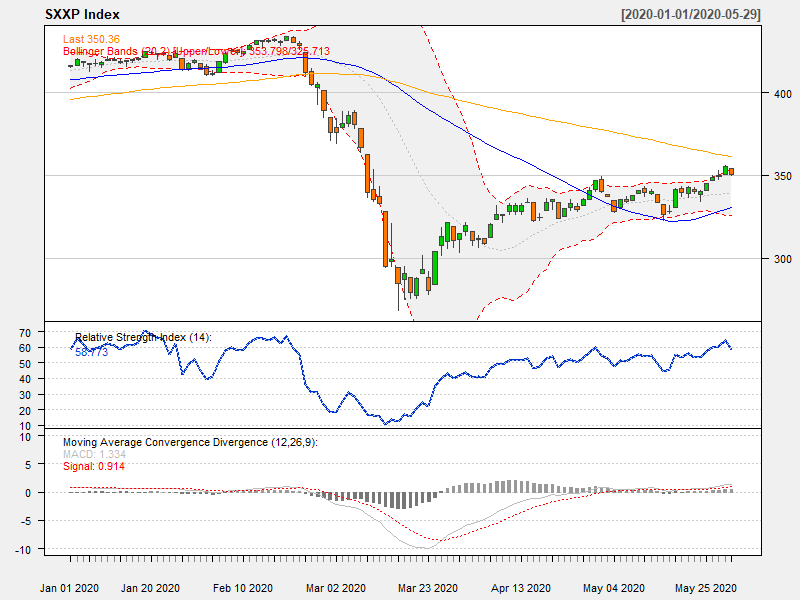 SXXP Index [2020-01-01/2020-05-29]
Last 350.36
Bollinger Bands (20,2) [Upper/Lower]: 353.798/325.713
400
350
300
Relative Strength Index (14):
58.773
70
60
50
40
30
20
10
Moving Average Convergence Divergence (12,26,9):
MACD: 1.334
Signal: 0.914
10
5
0
-5
-10
Jan 01 2020 Jan 20 2020 Feb 10 2020 Mar 02 2020 Mar 23 2020 Apr 13 2020 May 04 2020 May 25 2020